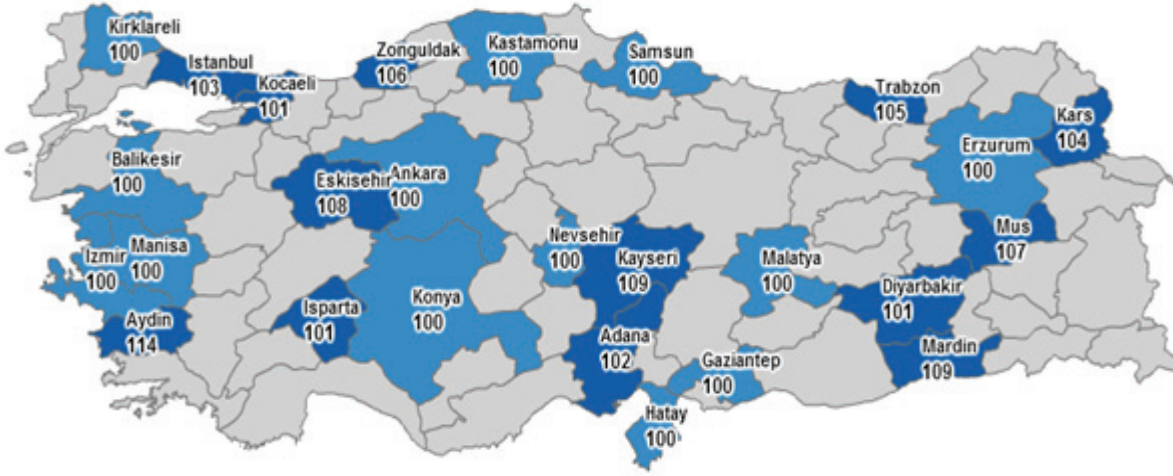 Kirklareli
100
Istanbul
103
Kocaeli
101
Zonguldak
106
Kastamonu
100
Samsun
100
Trabzon
105
Kars
104
Erzurum
100
Balikesir
100
Eskisehir
108
Ankara
100
Mus
107
Izmir
100
Manisa
100
Nevsehir
100
Kayseri
109
Malatya
100
Diyarbakir
101
Aydin
114
Isparta
101
Konya
100
Adana
102
Gaziantep
100
Mardin
109
Hatay
100